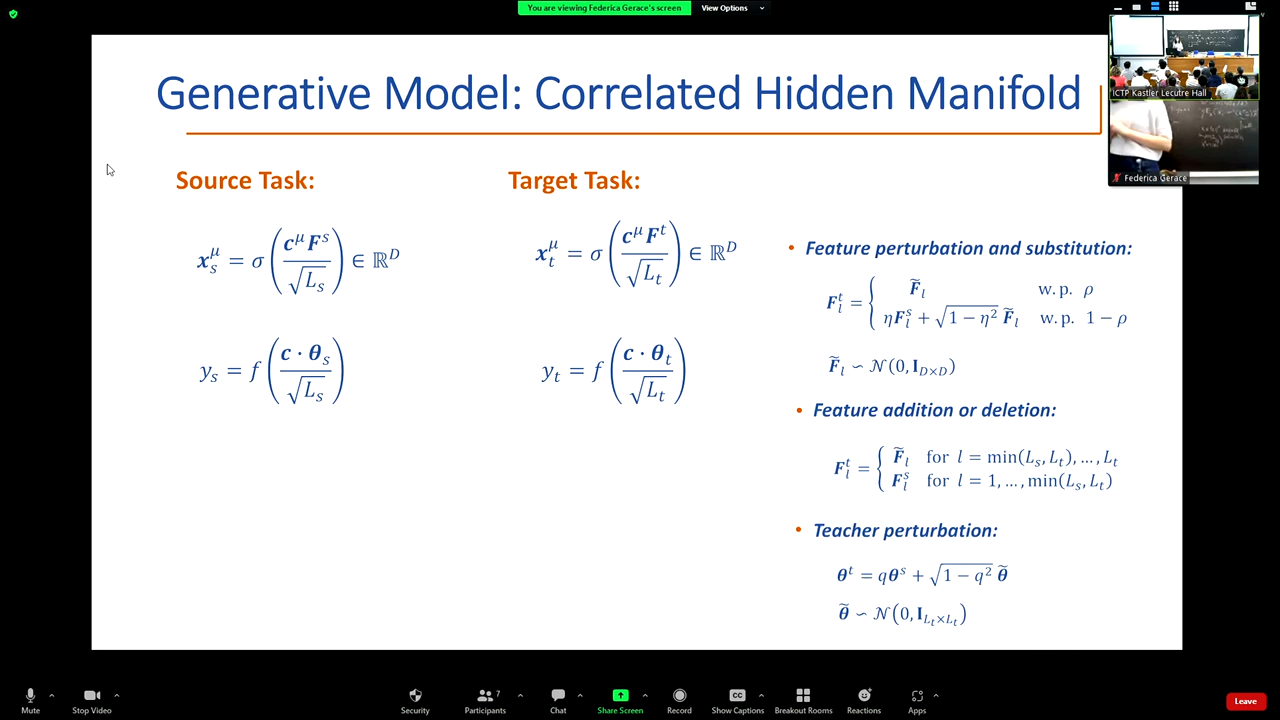 You are viewing Federica Gerace's screen
View Options
Generative Model: Correlated Hidden Manifold
ICTP Kastler Lecutre Hall
Federica Gerace
Source Task:
x_s^μ = σ(c^μ F^s / √L_s) ∈ ℝ^D
y_s = f(c · θ_s / √L_s)
Target Task:
x_t^μ = σ(c^μ F^t / √L_t) ∈ ℝ^D
y_t = f(c · θ_t / √L_t)
• Feature perturbation and substitution:
F_l^t = { F̃_l w.p. ρ
ηF_l^s + √(1 − η²) F̃_l w.p. 1 − ρ
F̃_l ∽ 𝒩(0, I_{D×D})
• Feature addition or deletion:
F_l^t = { F̃_l for l = min(L_s, L_t), ..., L_t
F_l^s for l = 1, ..., min(L_s, L_t)
• Teacher perturbation:
θ^t = qθ^s + √(1 − q²) θ̃
θ̃ ∽ 𝒩(0, I_{L_t×L_t})
Mute
Stop Video
Security
Participants 7
Chat
Share Screen
Record
CC
Show Captions
Breakout Rooms
Reactions
Apps
Leave